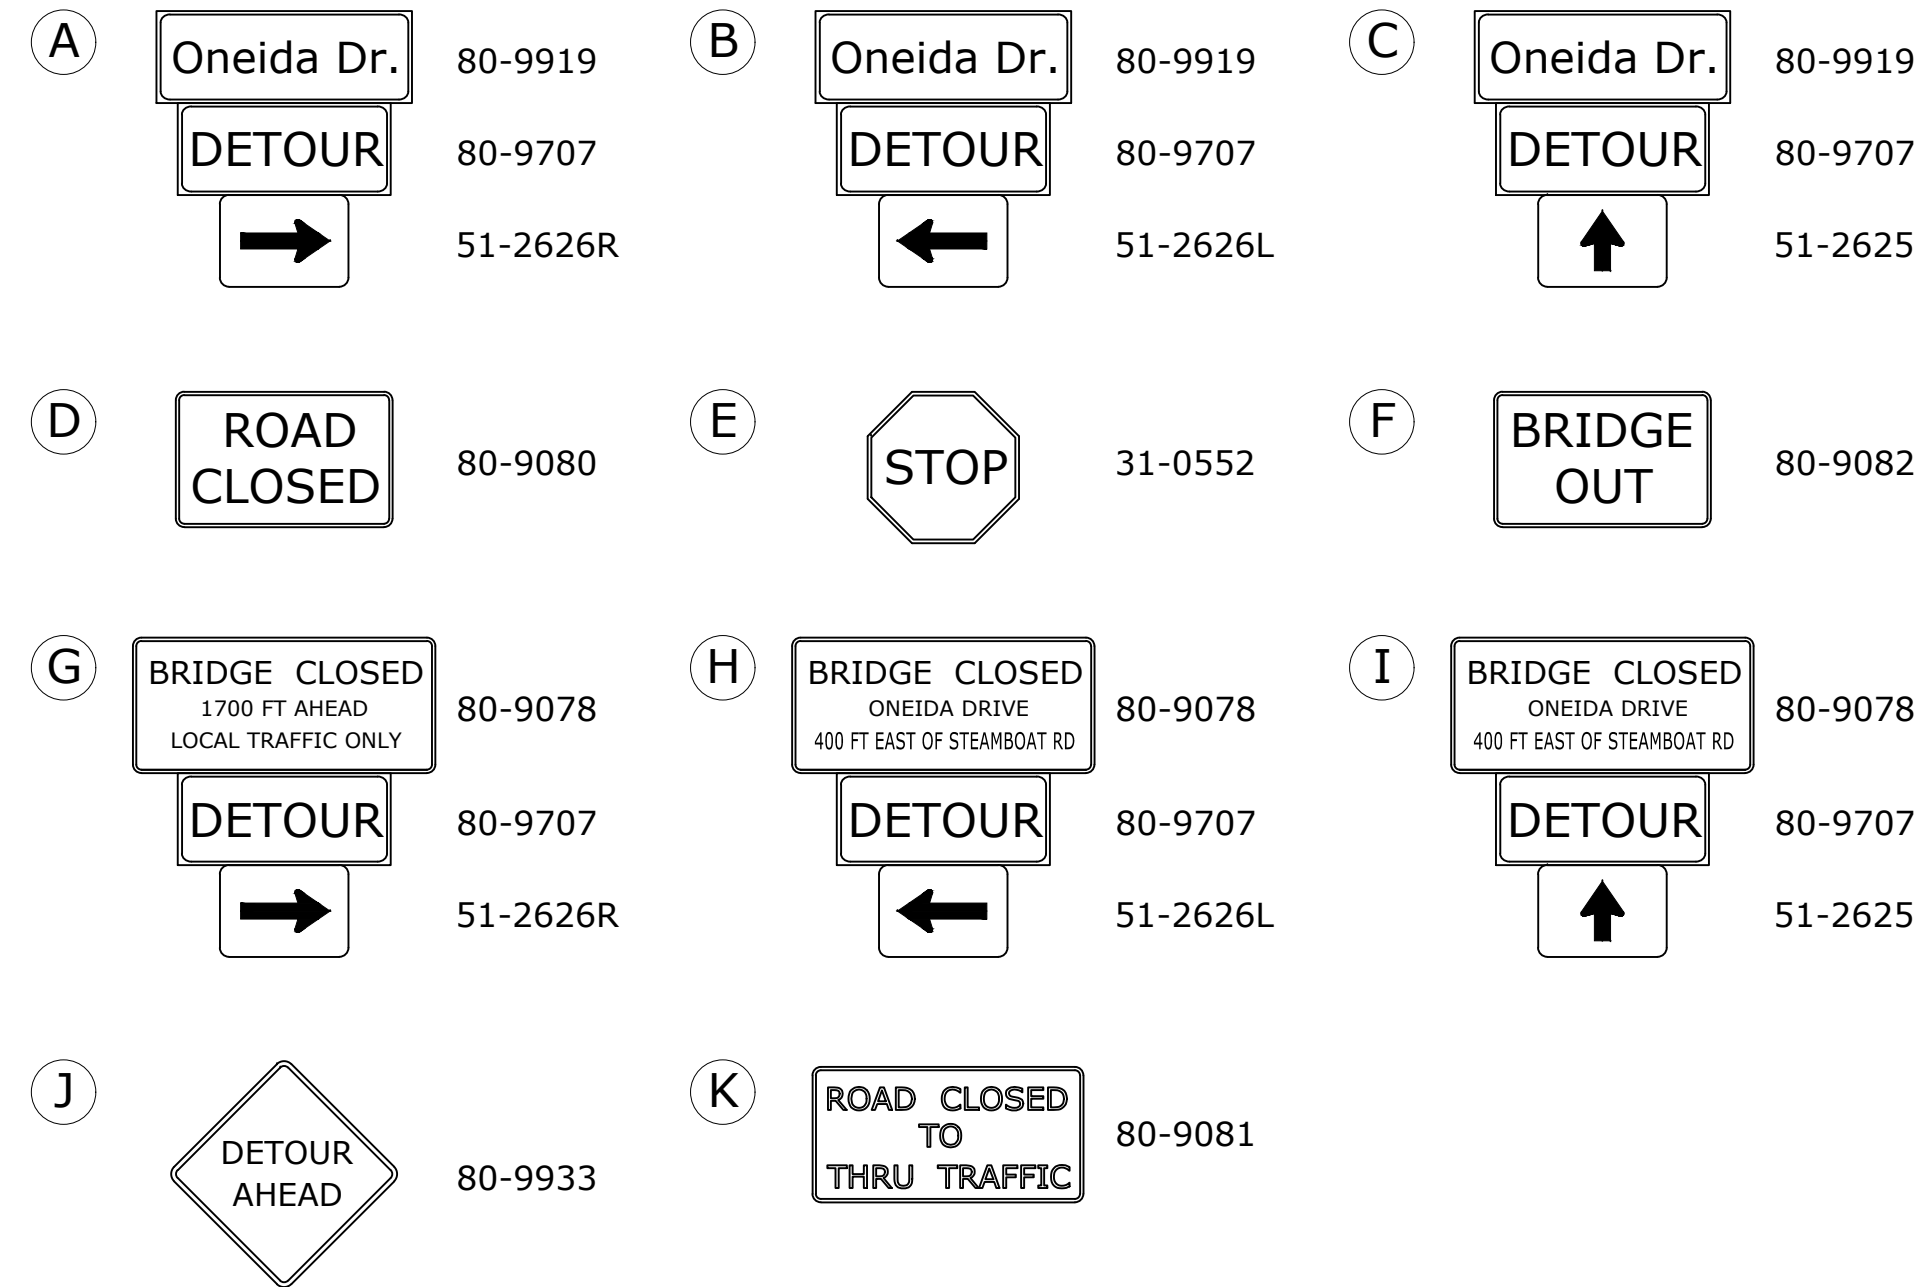 A
Oneida Dr.
80-9919
DETOUR
80-9707
51-2626R
B
Oneida Dr.
80-9919
DETOUR
80-9707
51-2626L
C
Oneida Dr.
80-9919
DETOUR
80-9707
51-2625
D
ROAD
CLOSED
80-9080
E
STOP
31-0552
F
BRIDGE
OUT
80-9082
G
BRIDGE CLOSED
1700 FT AHEAD
LOCAL TRAFFIC ONLY
80-9078
DETOUR
80-9707
51-2626R
H
BRIDGE CLOSED
ONEIDA DRIVE
400 FT EAST OF STEAMBOAT RD
80-9078
DETOUR
80-9707
51-2626L
I
BRIDGE CLOSED
ONEIDA DRIVE
400 FT EAST OF STEAMBOAT RD
80-9078
DETOUR
80-9707
51-2625
J
DETOUR
AHEAD
80-9933
K
ROAD CLOSED
TO
THRU TRAFFIC
80-9081